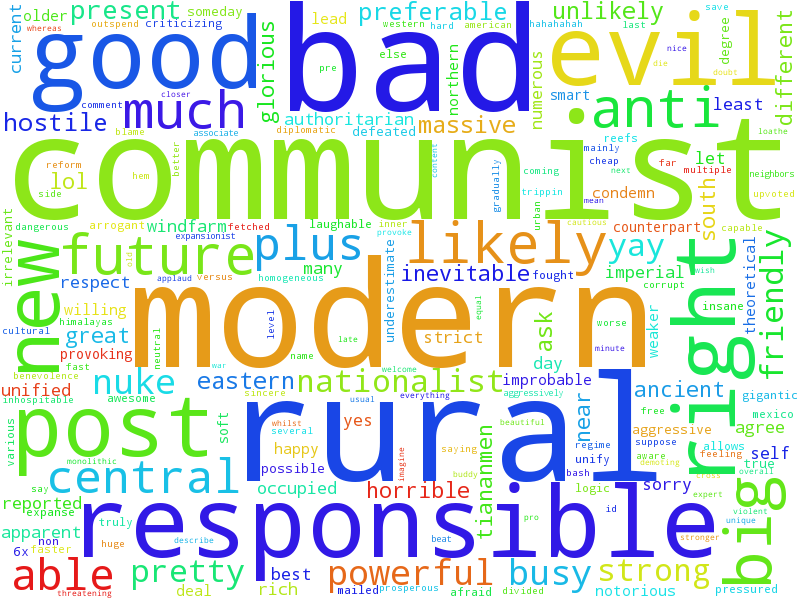 current
older
present
someday
outspend
criticizing
whereas
glorious
lead
preferable
western
hard
american
hahahahah
last
unlikely
save
degree
different
good
bad
evil
comment
closer
pre
else
die
nice
doubt
northern
numerous
hostile
much
blame
associate
authoritarian
diplomatic
defeated
massive
smart
anti
least
loathe
communist
reform
lol
better
hem
side
content
gradually
trippin
coming
reefs
mainly
cheap
next
urban
mean
condemn
far
let
multiple
neighbors
upvoted
irrelevant
dangerous
arrogant
windfarm
expansionist
fetched
laughable
inner
provoke
cautious
counterpart
south
capable
new
future
plus
likely
yay
right
friendly
theoretical
respect
old
applaud
versus
homogeneous
many
underestimate
inevitable
fought
imperial
corrupt
wish
insane
cultural
himalayas
willing
great
neutral
level
modern
strict
equal
ask
worse
weaker
provoking
fast
benevolence
unified
inhospitable
awesome
nuke
war
name
late
eastern
sincere
welcome
nationalist
day
minute
improbable
aggressively
everything
usual
beautiful
near
ancient
gigantic
mexico
free
various
post
soft
whilst
several
yes
rural
saying
happy
tiananmen
regime
suppose
aggressive
allows
agree
momolithic
say
central
possible
imagine
buddy
unify
bash
aware
feeling
demoting
true
overall
self
reported
expanse
occupied
horrible
logic
sorry
cross
expert
big
violent
unique
apparent
truly
responsible
pro
id
stronger
non
6x
faster
huge
describe
beat
able
pretty
best
powerful
busy
strong
threatening
deal
rich
mailed
prosperous
afraid
divided
notorious
pressured